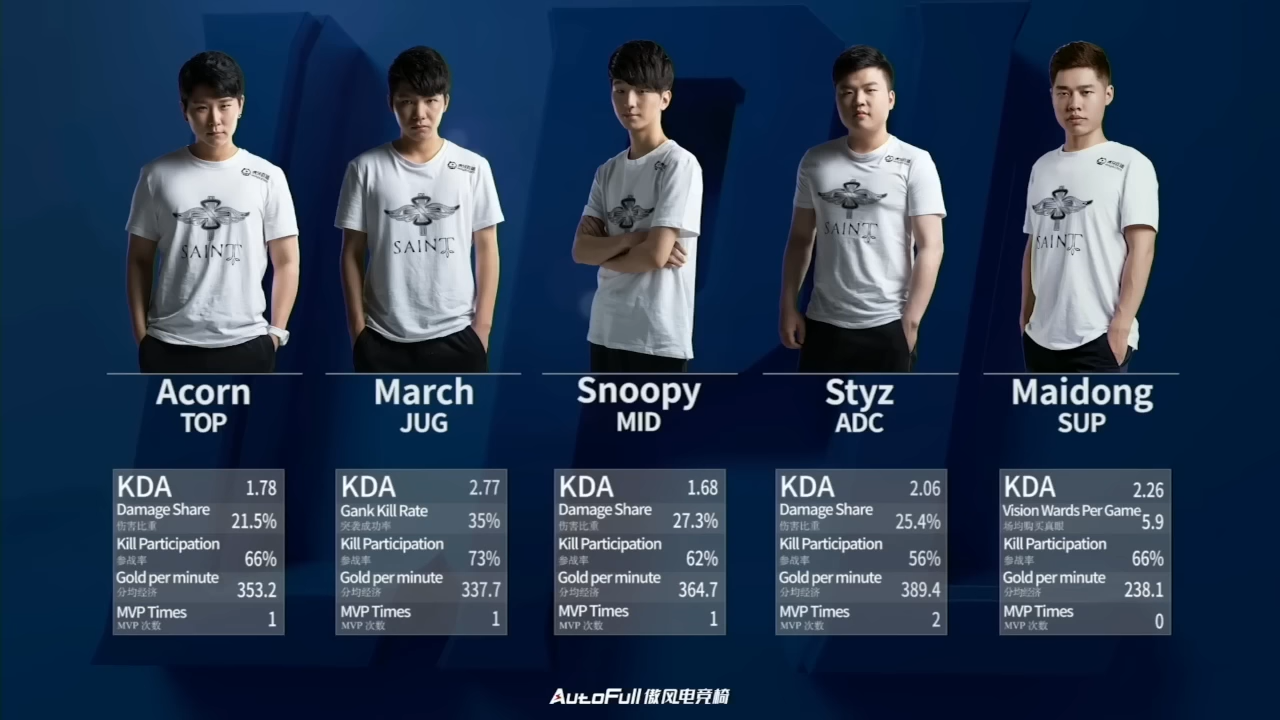 SAINT
SAINT
SAINT
SAINT
Acorn
TOP
March
JUG
Snoopy
MID
Styz
ADC
Maidong
SUP
KDA 1.78
Damage Share
伤害比重 21.5%
Kill Participation
参战率 66%
Gold per minute
分均经济 353.2
MVP Times
MVP 次数 1
KDA 2.77
Gank Kill Rate
突袭成功率 35%
Kill Participation
参战率 73%
Gold per minute
分均经济 337.7
MVP Times
MVP 次数 1
KDA 1.68
Damage Share
伤害比重 27.3%
Kill Participation
参战率 62%
Gold per minute
分均经济 364.7
MVP Times
MVP 次数 1
KDA 2.06
Damage Share
伤害比重 25.4%
Kill Participation
参战率 56%
Gold per minute
分均经济 389.4
MVP Times
MVP 次数 2
KDA 2.26
Vision Wards Per Game
场均购买真眼 5.9
Kill Participation
参战率 66%
Gold per minute
分均经济 238.1
MVP Times
MVP 次数 0
AutoFull 傲风电竞椅